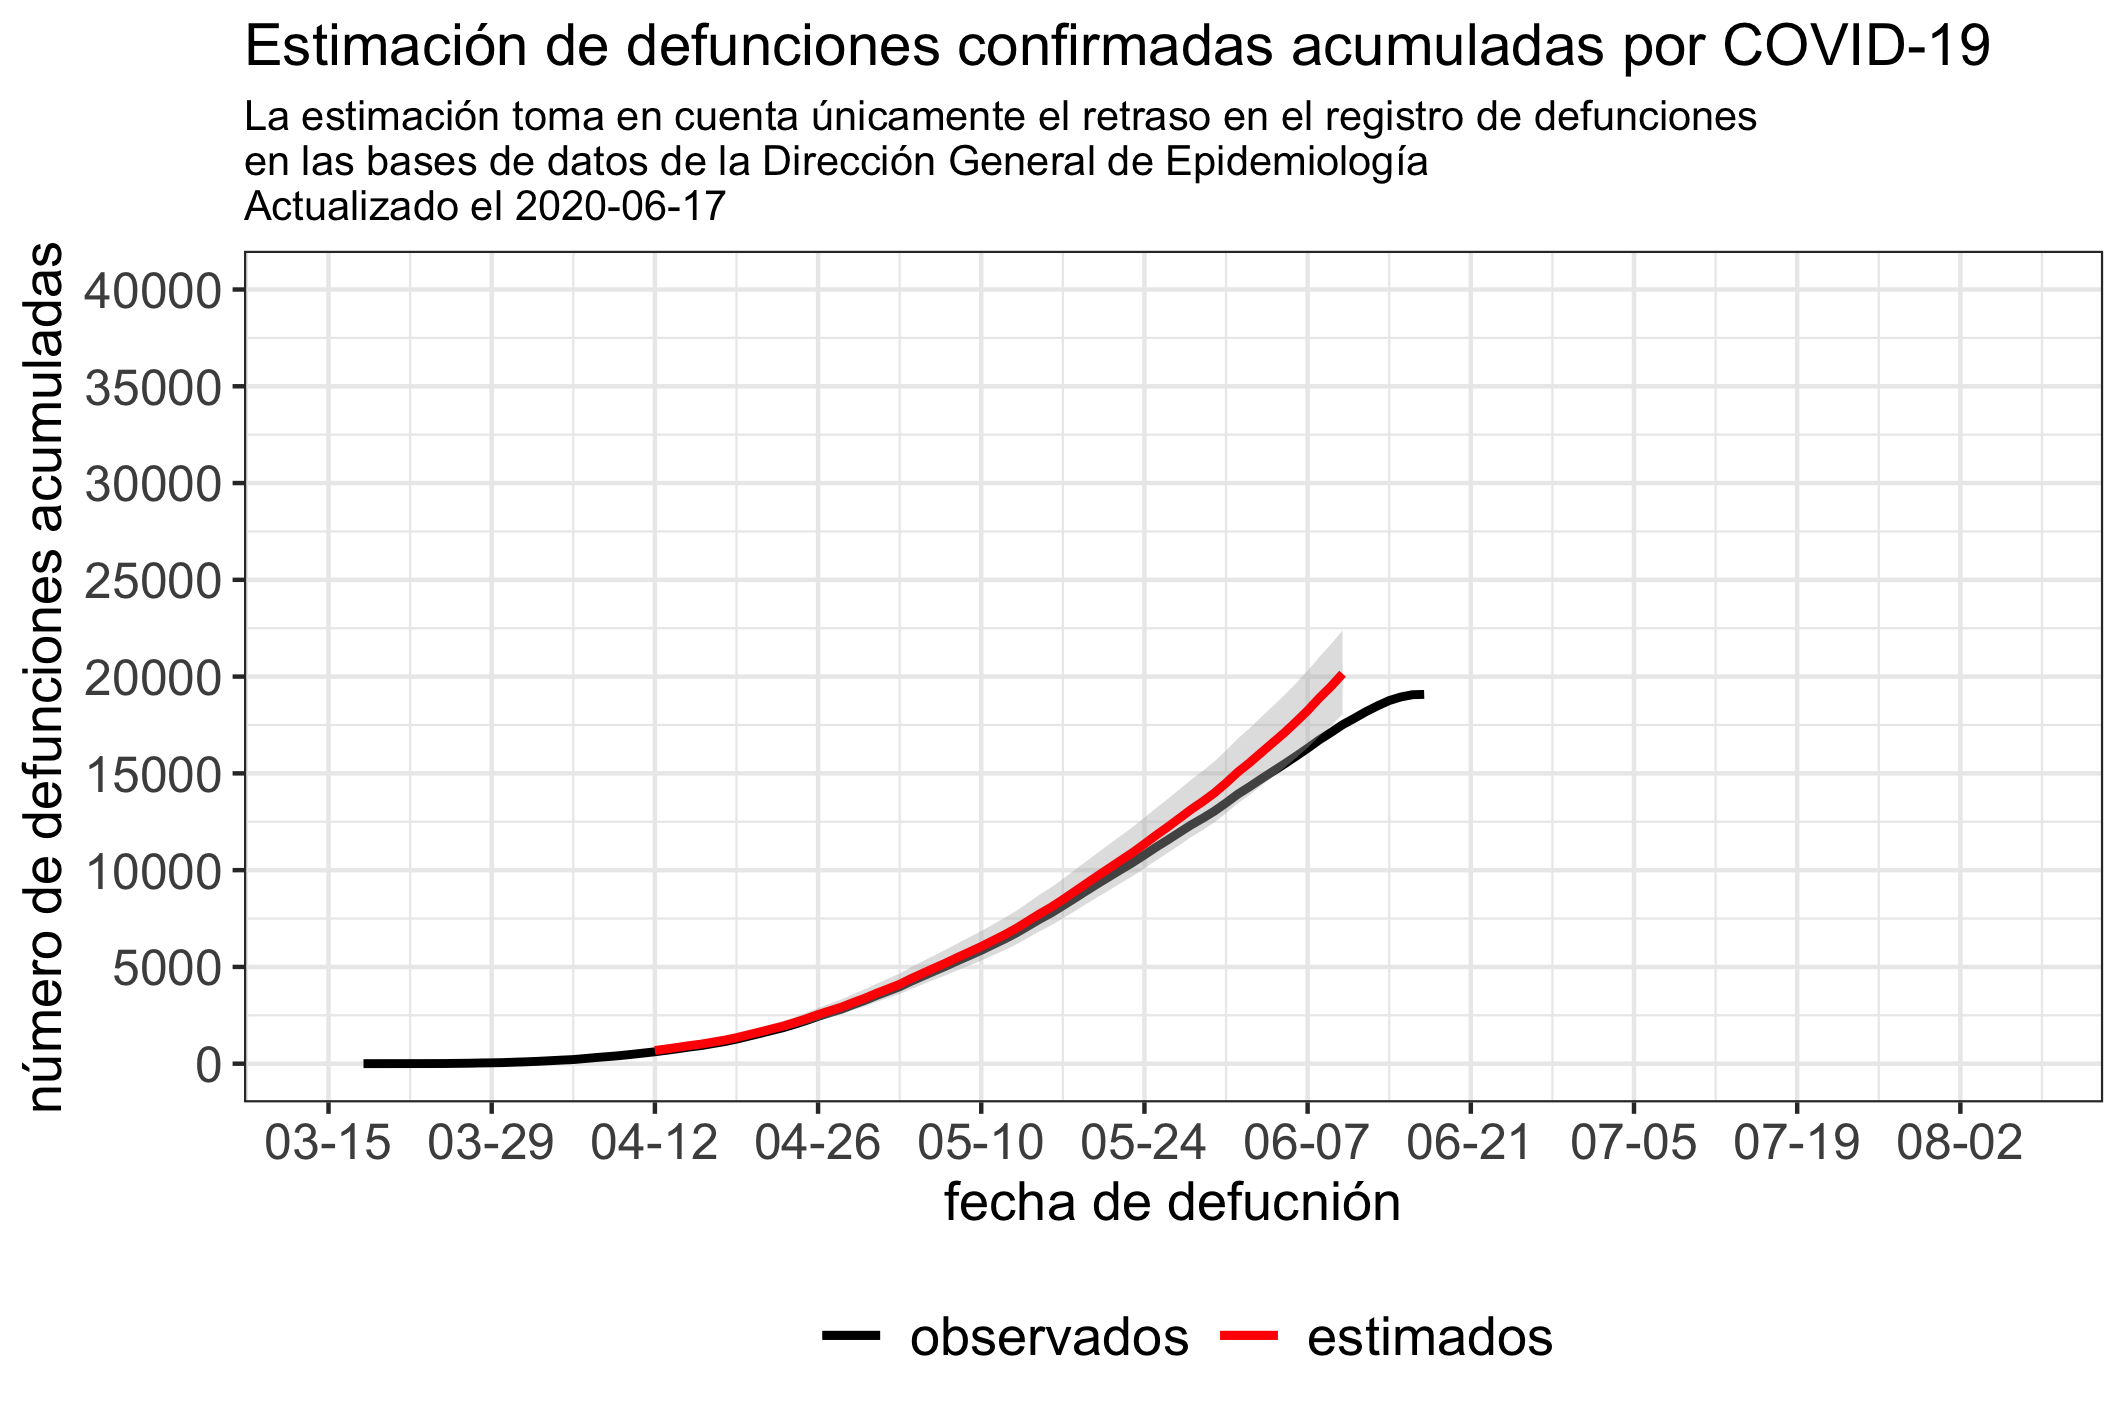 Estimación de defunciones confirmadas acumuladas por COVID-19
La estimación toma en cuenta únicamente el retraso en el registro de defunciones
en las bases de datos de la Dirección General de Epidemiología
Actualizado el 2020-06-17
número de defunciones acumuladas
40000
35000
30000
25000
20000
15000
10000
5000
0
03-15 03-29 04-12 04-26 05-10 05-24 06-07 06-21 07-05 07-19 08-02
fecha de defucnión
observados estimados